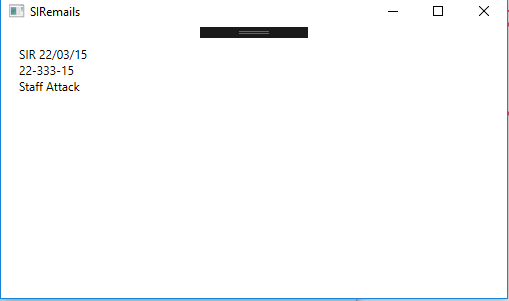 SIRemails
SIR 22/03/15
22-333-15
Staff Attack